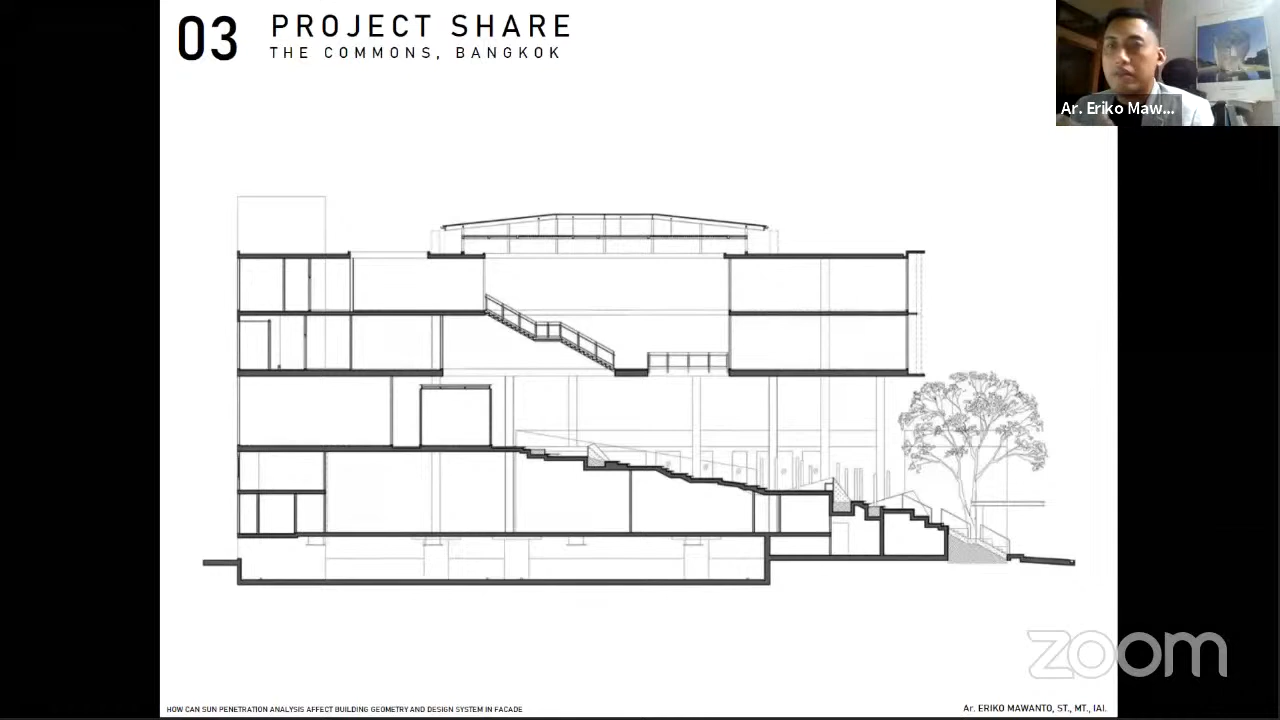 03 PROJECT SHARE
THE COMMONS, BANGKOK
Ar. Eriko Maw...
zoom
HOW CAN SUN PENETRATION ANALYSIS AFFECT BUILDING GEOMETRY AND DESIGN SYSTEM IN FACADE
Ar. ERIKO MAWANTO, ST., MT., IAI.